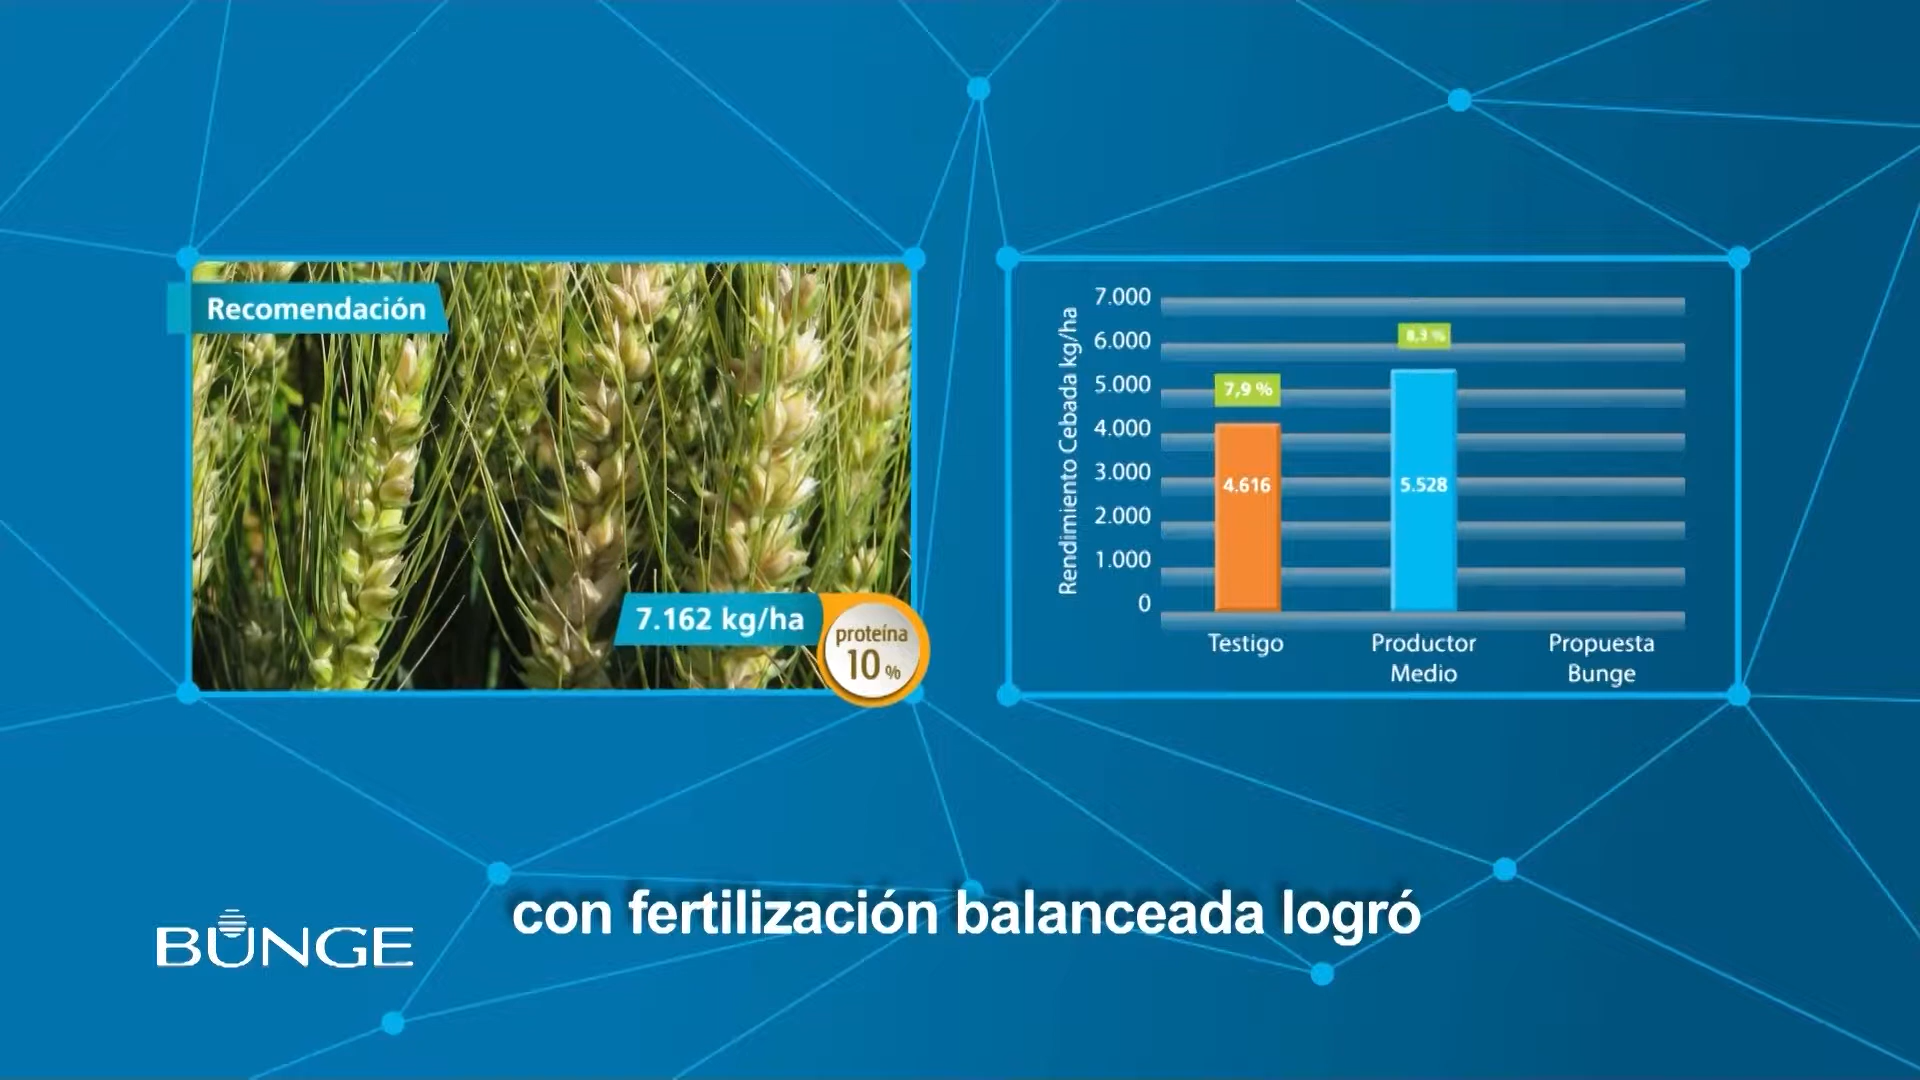 Recomendación
7.162 kg/ha
proteína
10 %
Rendimiento Cebada kg/ha
7.000
6.000
5.000
4.000
3.000
2.000
1.000
0
7,9 %
4.616
8,3 %
5.528
Testigo
Productor
Medio
Propuesta
Bunge
con fertilización balanceada logró
BUNGE